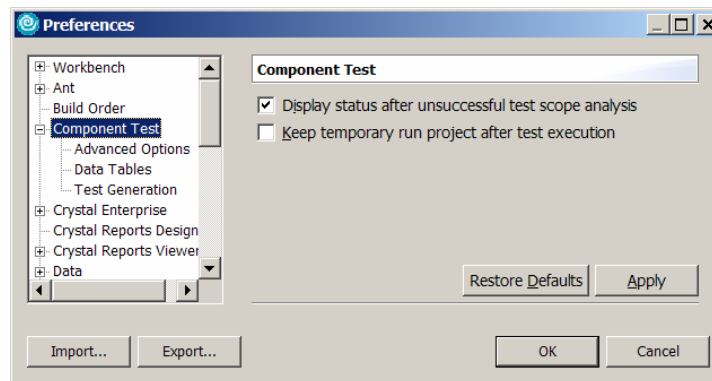 Preferences
Workbench
Ant
Build Order
Component Test
Advanced Options
Data Tables
Test Generation
Crystal Enterprise
Crystal Reports Design
Crystal Reports Viewer
Data
Component Test
Display status after unsuccessful test scope analysis
Keep temporary run project after test execution
Restore Defaults Apply
Import... Export... OK Cancel